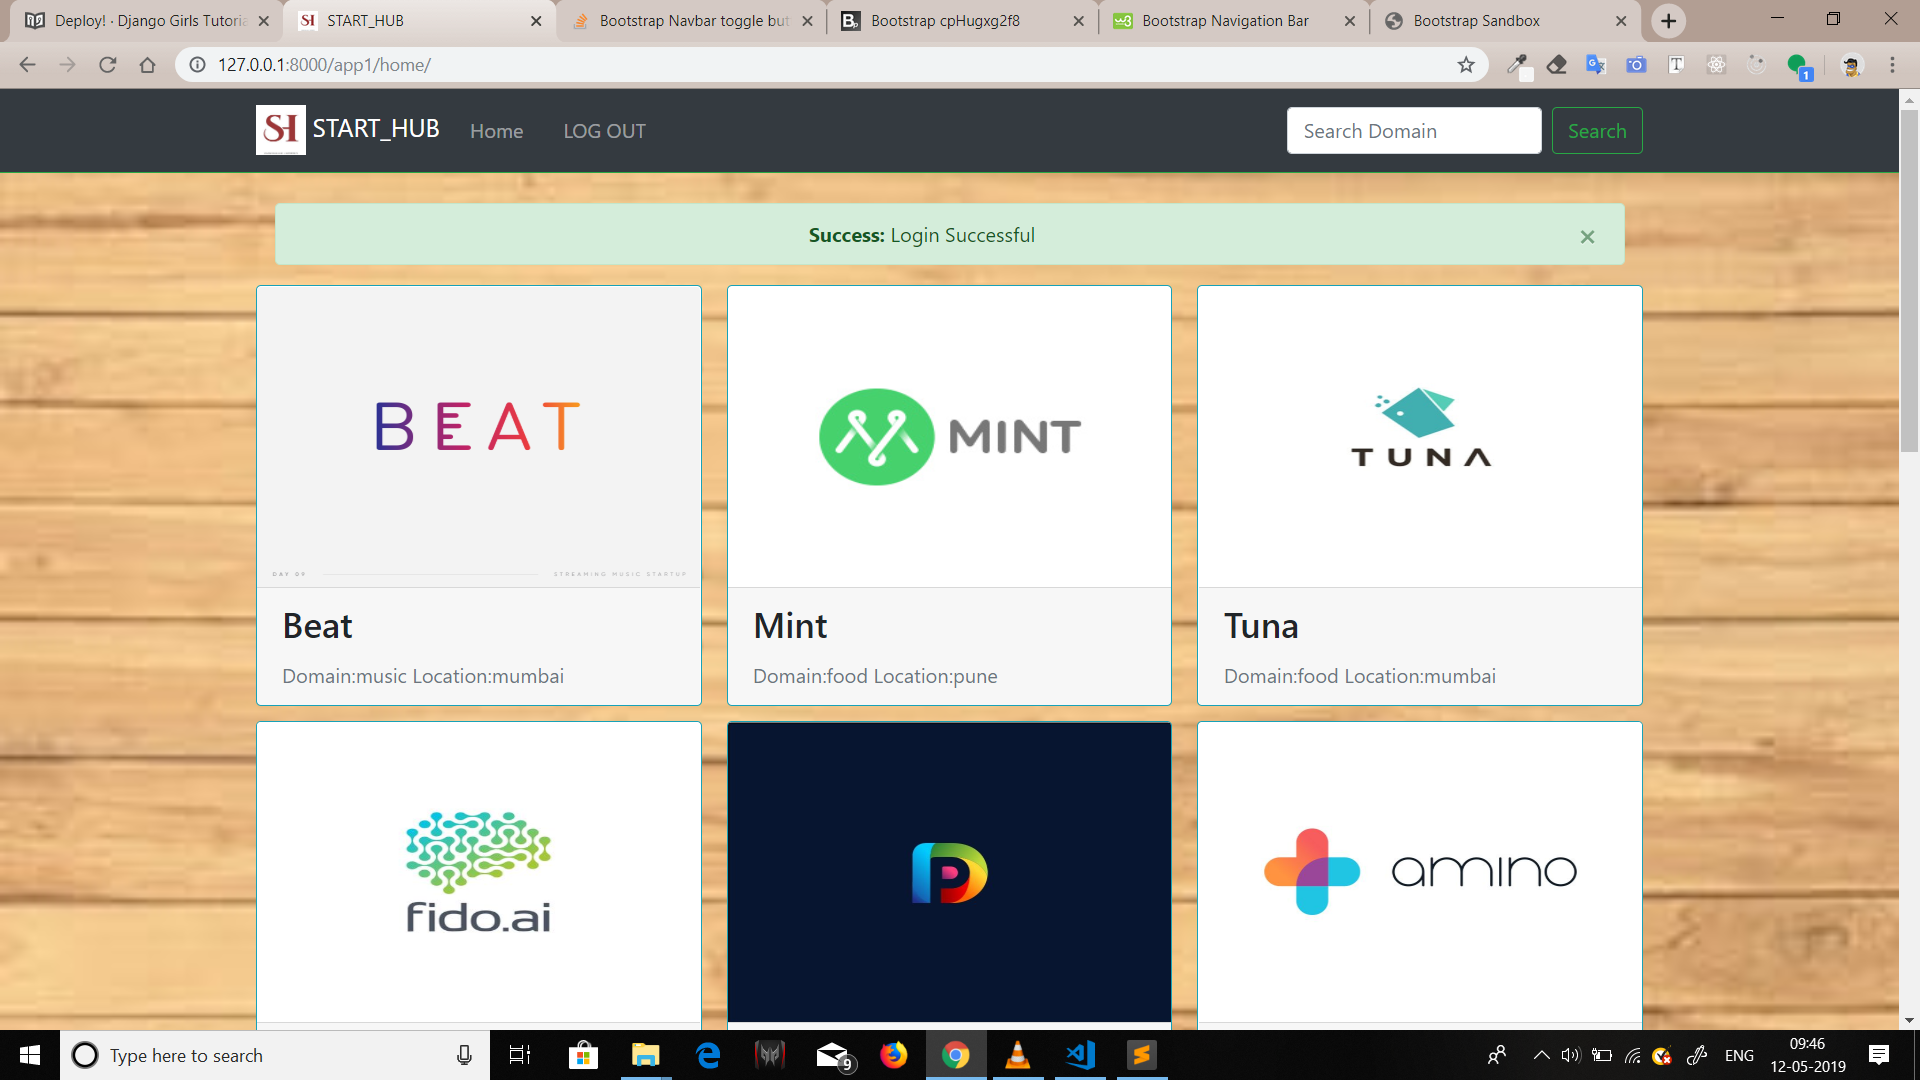 Deploy! · Django Girls Tutoria
START_HUB
Bootstrap Navbar toggle but
Bootstrap cpHugxg2f8
Bootstrap Navigation Bar
Bootstrap Sandbox
127.0.0.1:8000/app1/home/
SH START_HUB Home LOG OUT Search Domain Search
Success: Login Successful ×
BEAT
MINT
TUNA
DAY 09 STREAMING MUSIC STARTUP
Beat
Domain:music Location:mumbai
Mint
Domain:food Location:pune
Tuna
Domain:food Location:mumbai
fido.ai
amino
Type here to search
9
ENG
09:46
12-05-2019